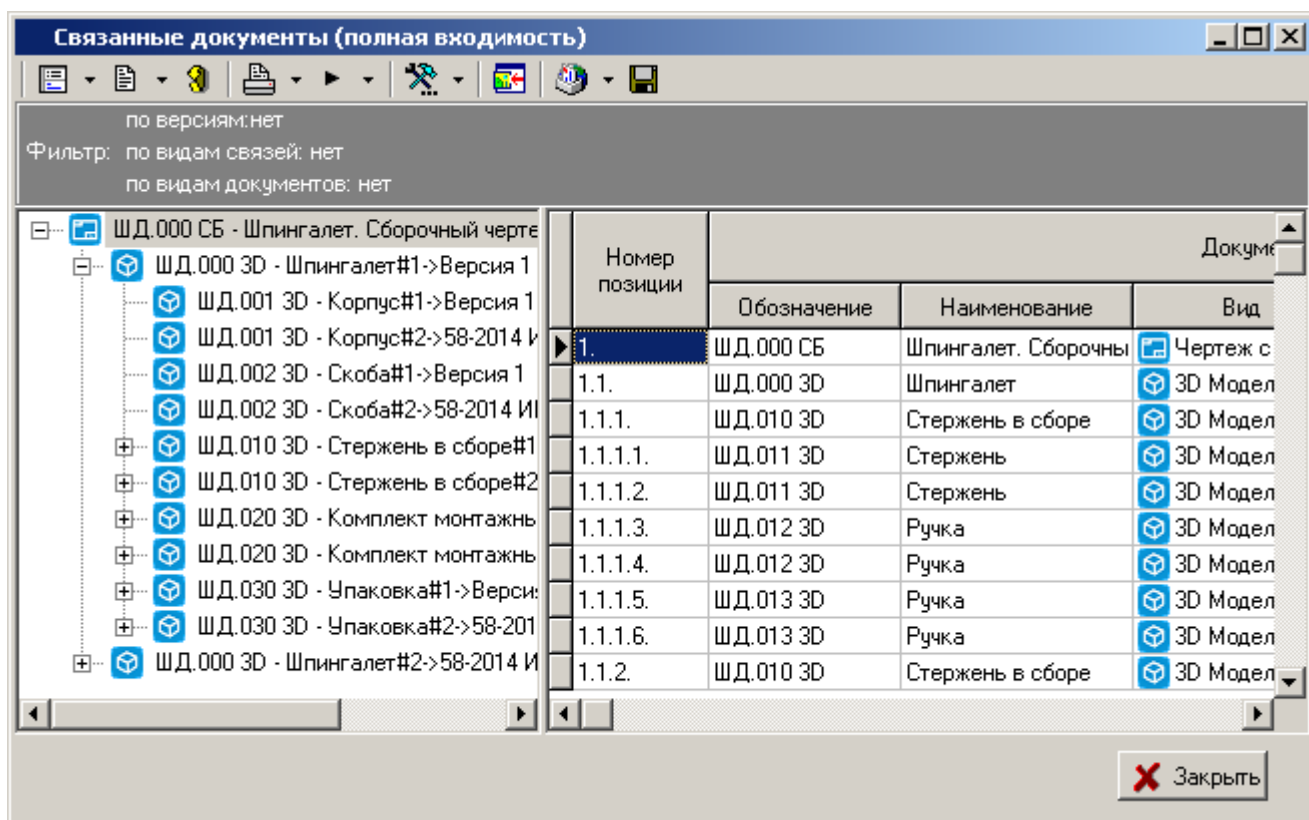 Связанные документы (полная входимость)
по версиям:нет
Фильтр: по видам связей: нет
по видам документов: нет
ШД.000 СБ - Шпингалет. Сборочный черте
ШД.000 3D - Шпингалет#1->Версия 1
ШД.001 3D - Корпус#1->Версия 1
ШД.001 3D - Корпус#2->58-2014 И
ШД.002 3D - Скоба#1->Версия 1
ШД.002 3D - Скоба#2->58-2014 ИI
ШД.010 3D - Стержень в сборе#1
ШД.010 3D - Стержень в сборе#2
ШД.020 3D - Комплект монтажнь
ШД.020 3D - Комплект монтажнь
ШД.030 3D - Упаковка#1->Верси
ШД.030 3D - Упаковка#2->58-201
ШД.000 3D - Шпингалет#2->58-2014 И
Номер
позиции
Докуме
Обозначение Наименование Вид
1. ШД.000 СБ Шпингалет. Сборочны Чертеж с
1.1. ШД.000 3D Шпингалет 3D Модел
1.1.1. ШД.010 3D Стержень в сборе 3D Модел
1.1.1.1. ШД.011 3D Стержень 3D Модел
1.1.1.2. ШД.011 3D Стержень 3D Модел
1.1.1.3. ШД.012 3D Ручка 3D Модел
1.1.1.4. ШД.012 3D Ручка 3D Модел
1.1.1.5. ШД.013 3D Ручка 3D Модел
1.1.1.6. ШД.013 3D Ручка 3D Модел
1.1.2. ШД.010 3D Стержень в сборе 3D Модел
Закрыть